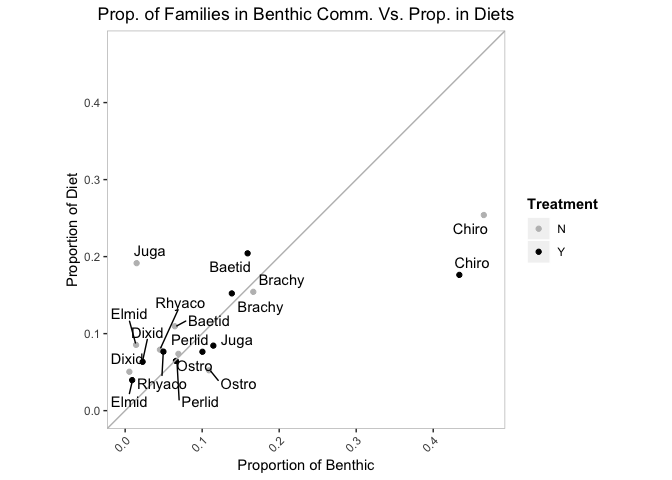 Prop. of Families in Benthic Comm. Vs. Prop. in Diets
Proportion of Diet
0.4
0.3
0.2
0.1
0.0
Juga
Chiro
Chiro
Baetid
Brachy
Brachy
Rhyaco
Elmid
Baetid
Dixid
Perlid
Juga
Dixid
Ostro
Rhyaco
Ostro
Elmid
Perlid
0.0
0.1
0.2
0.3
0.4
Proportion of Benthic
Treatment
N
Y